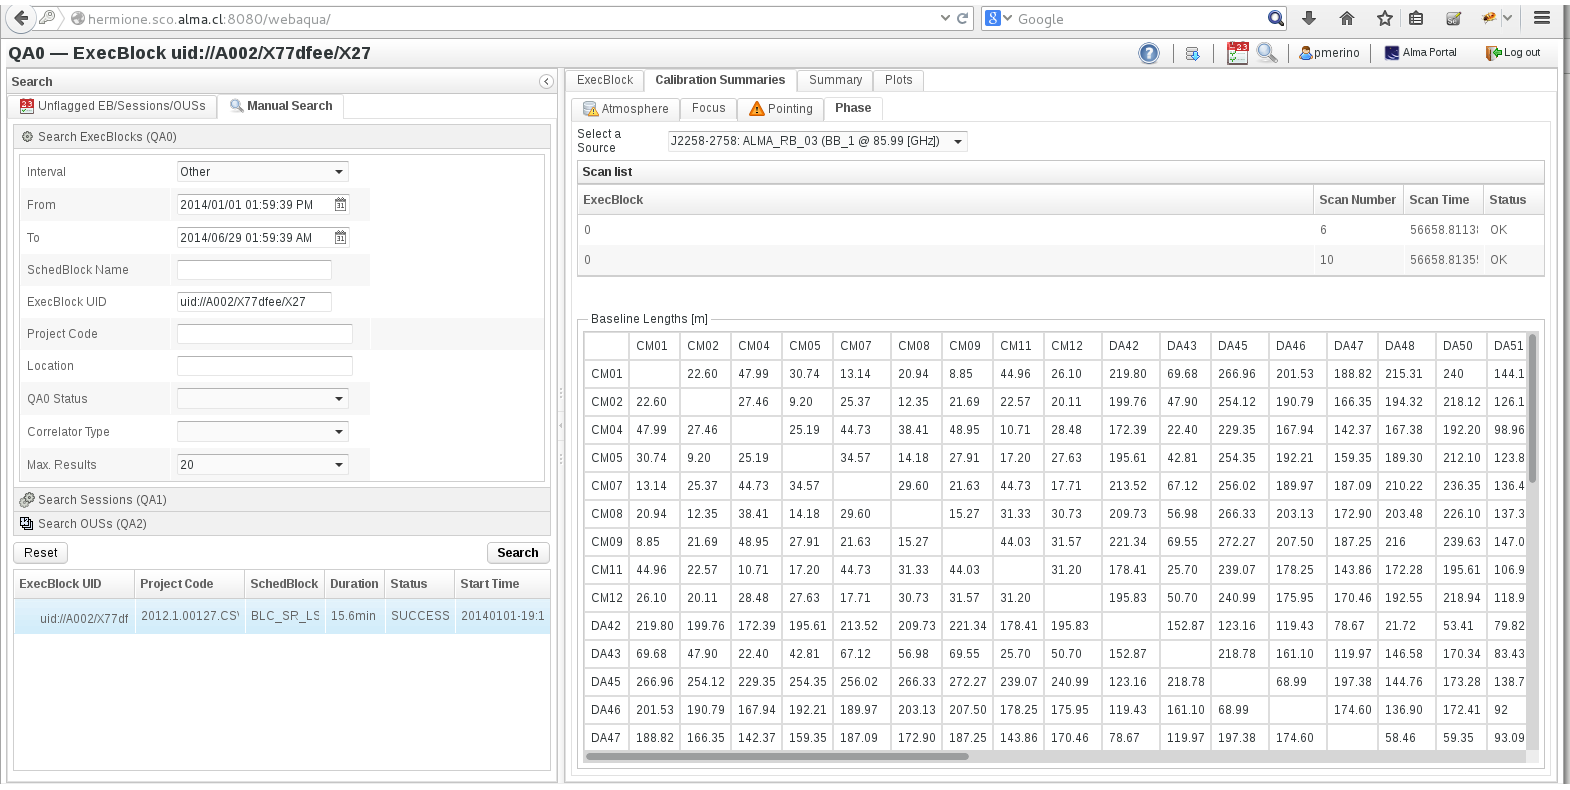 hermione.sco.alma.cl:8080/webaqua/
8 Google
QA0 — ExecBlock uid://A002/X77dfee/X27
? 23 pmerino Alma Portal Log out
Search
23 Unflagged EB/Sessions/OUSs Manual Search
Search ExecBlocks (QA0)
Interval Other
From 2014/01/01 01:59:39 PM 31
To 2014/06/29 01:59:39 AM 31
SchedBlock Name
ExecBlock UID uid://A002/X77dfee/X27
Project Code
Location
QA0 Status
Correlator Type
Max. Results 20
Search Sessions (QA1)
Search OUSs (QA2)
Reset Search
ExecBlock UID Project Code SchedBlock Duration Status Start Time
uid://A002/X77df 2012.1.00127.CS BLC_SR_LS 15.6min SUCCESS 20140101-19:1
ExecBlock Calibration Summaries Summary Plots
Atmosphere Focus Pointing Phase
Select a
Source J2258-2758: ALMA_RB_03 (BB_1 @ 85.99 [GHz])
Scan list
ExecBlock Scan Number Scan Time Status
0 6 56658.8113 OK
0 10 56658.8135 OK
Baseline Lengths [m]
CM01 CM02 CM04 CM05 CM07 CM08 CM09 CM11 CM12 DA42 DA43 DA45 DA46 DA47 DA48 DA50 DA51
CM01 22.60 47.99 30.74 13.14 20.94 8.85 44.96 26.10 219.80 69.68 266.96 201.53 188.82 215.31 240 144.1
CM02 22.60 27.46 9.20 25.37 12.35 21.69 22.57 20.11 199.76 47.90 254.12 190.79 166.35 194.32 218.12 126.1
CM04 47.99 27.46 25.19 44.73 38.41 48.95 10.71 28.48 172.39 22.40 229.35 167.94 142.37 167.38 192.20 98.96
CM05 30.74 9.20 25.19 34.57 14.18 27.91 17.20 27.63 195.61 42.81 254.35 192.21 159.35 189.30 212.10 123.8
CM07 13.14 25.37 44.73 34.57 29.60 21.63 44.73 17.71 213.52 67.12 256.02 189.97 187.09 210.22 236.35 136.4
CM08 20.94 12.35 38.41 14.18 29.60 15.27 31.33 30.73 209.73 56.98 266.33 203.13 172.90 203.48 226.10 137.3
CM09 8.85 21.69 48.95 27.91 21.63 15.27 44.03 31.57 221.34 69.55 272.27 207.50 187.25 216 239.63 147.0
CM11 44.96 22.57 10.71 17.20 44.73 31.33 44.03 31.20 178.41 25.70 239.07 178.25 143.86 172.28 195.61 106.9
CM12 26.10 20.11 28.48 27.63 17.71 30.73 31.57 31.20 195.83 50.70 240.99 175.95 170.46 192.55 218.94 118.9
DA42 219.80 199.76 172.39 195.61 213.52 209.73 221.34 178.41 195.83 152.87 123.16 119.43 78.67 21.72 53.41 79.82
DA43 69.68 47.90 22.40 42.81 67.12 56.98 69.55 25.70 50.70 152.87 218.78 161.10 119.97 146.58 170.34 83.43
DA45 266.96 254.12 229.35 254.35 256.02 266.33 272.27 239.07 240.99 123.16 218.78 68.99 197.38 144.76 173.28 138.7
DA46 201.53 190.79 167.94 192.21 189.97 203.13 207.50 178.25 175.95 119.43 161.10 68.99 174.60 136.90 172.41 92
DA47 188.82 166.35 142.37 159.35 187.09 172.90 187.25 143.86 170.46 78.67 119.97 197.38 174.60 58.46 59.35 93.09